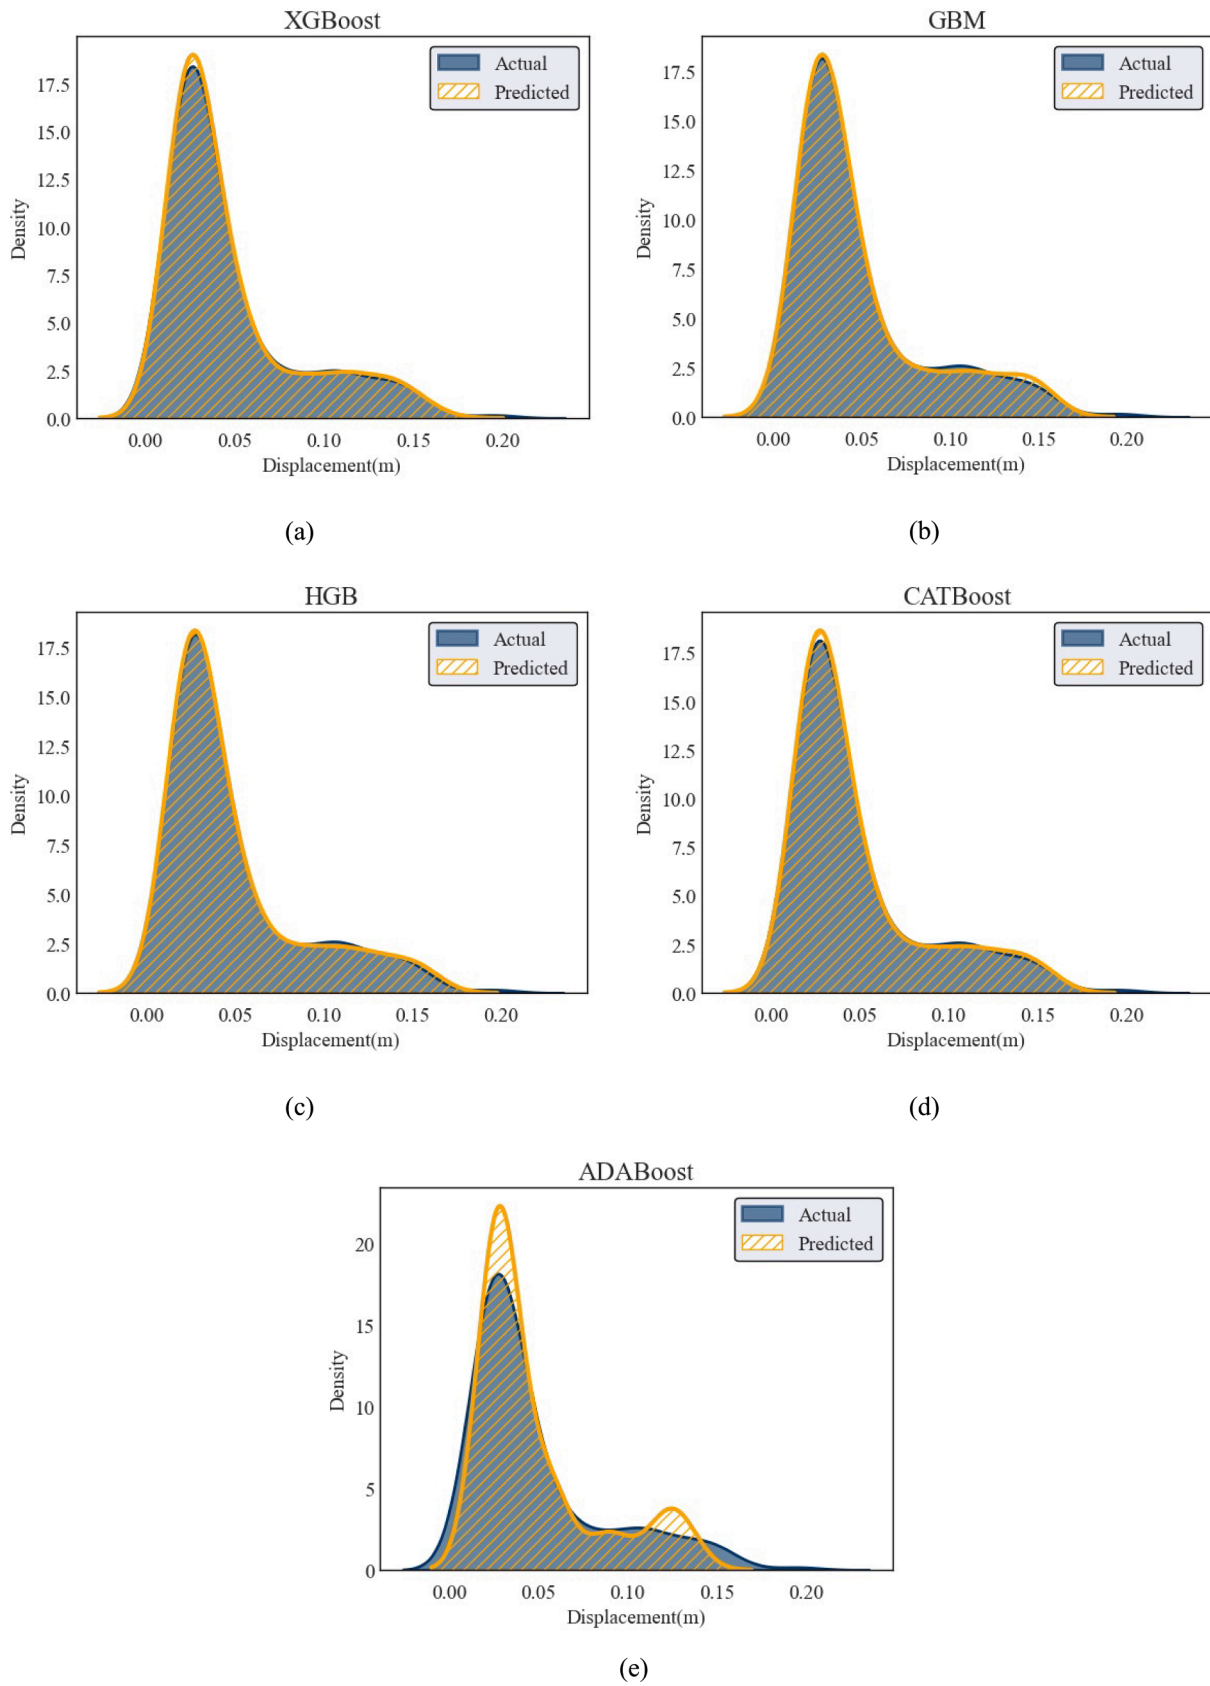 XGBoost
Actual
Predicted
17.5
15.0
12.5
10.0
7.5
5.0
2.5
0.0
Density
0.00 0.05 0.10 0.15 0.20
Displacement(m)
(a)
GBM
Actual
Predicted
17.5
15.0
12.5
10.0
7.5
5.0
2.5
0.0
Density
0.00 0.05 0.10 0.15 0.20
Displacement(m)
(b)
HGB
Actual
Predicted
17.5
15.0
12.5
10.0
7.5
5.0
2.5
0.0
Density
0.00 0.05 0.10 0.15 0.20
Displacement(m)
(c)
CATBoost
Actual
Predicted
17.5
15.0
12.5
10.0
7.5
5.0
2.5
0.0
Density
0.00 0.05 0.10 0.15 0.20
Displacement(m)
(d)
ADABoost
Actual
Predicted
20
15
10
5
0
Density
0.00 0.05 0.10 0.15 0.20
Displacement(m)
(e)